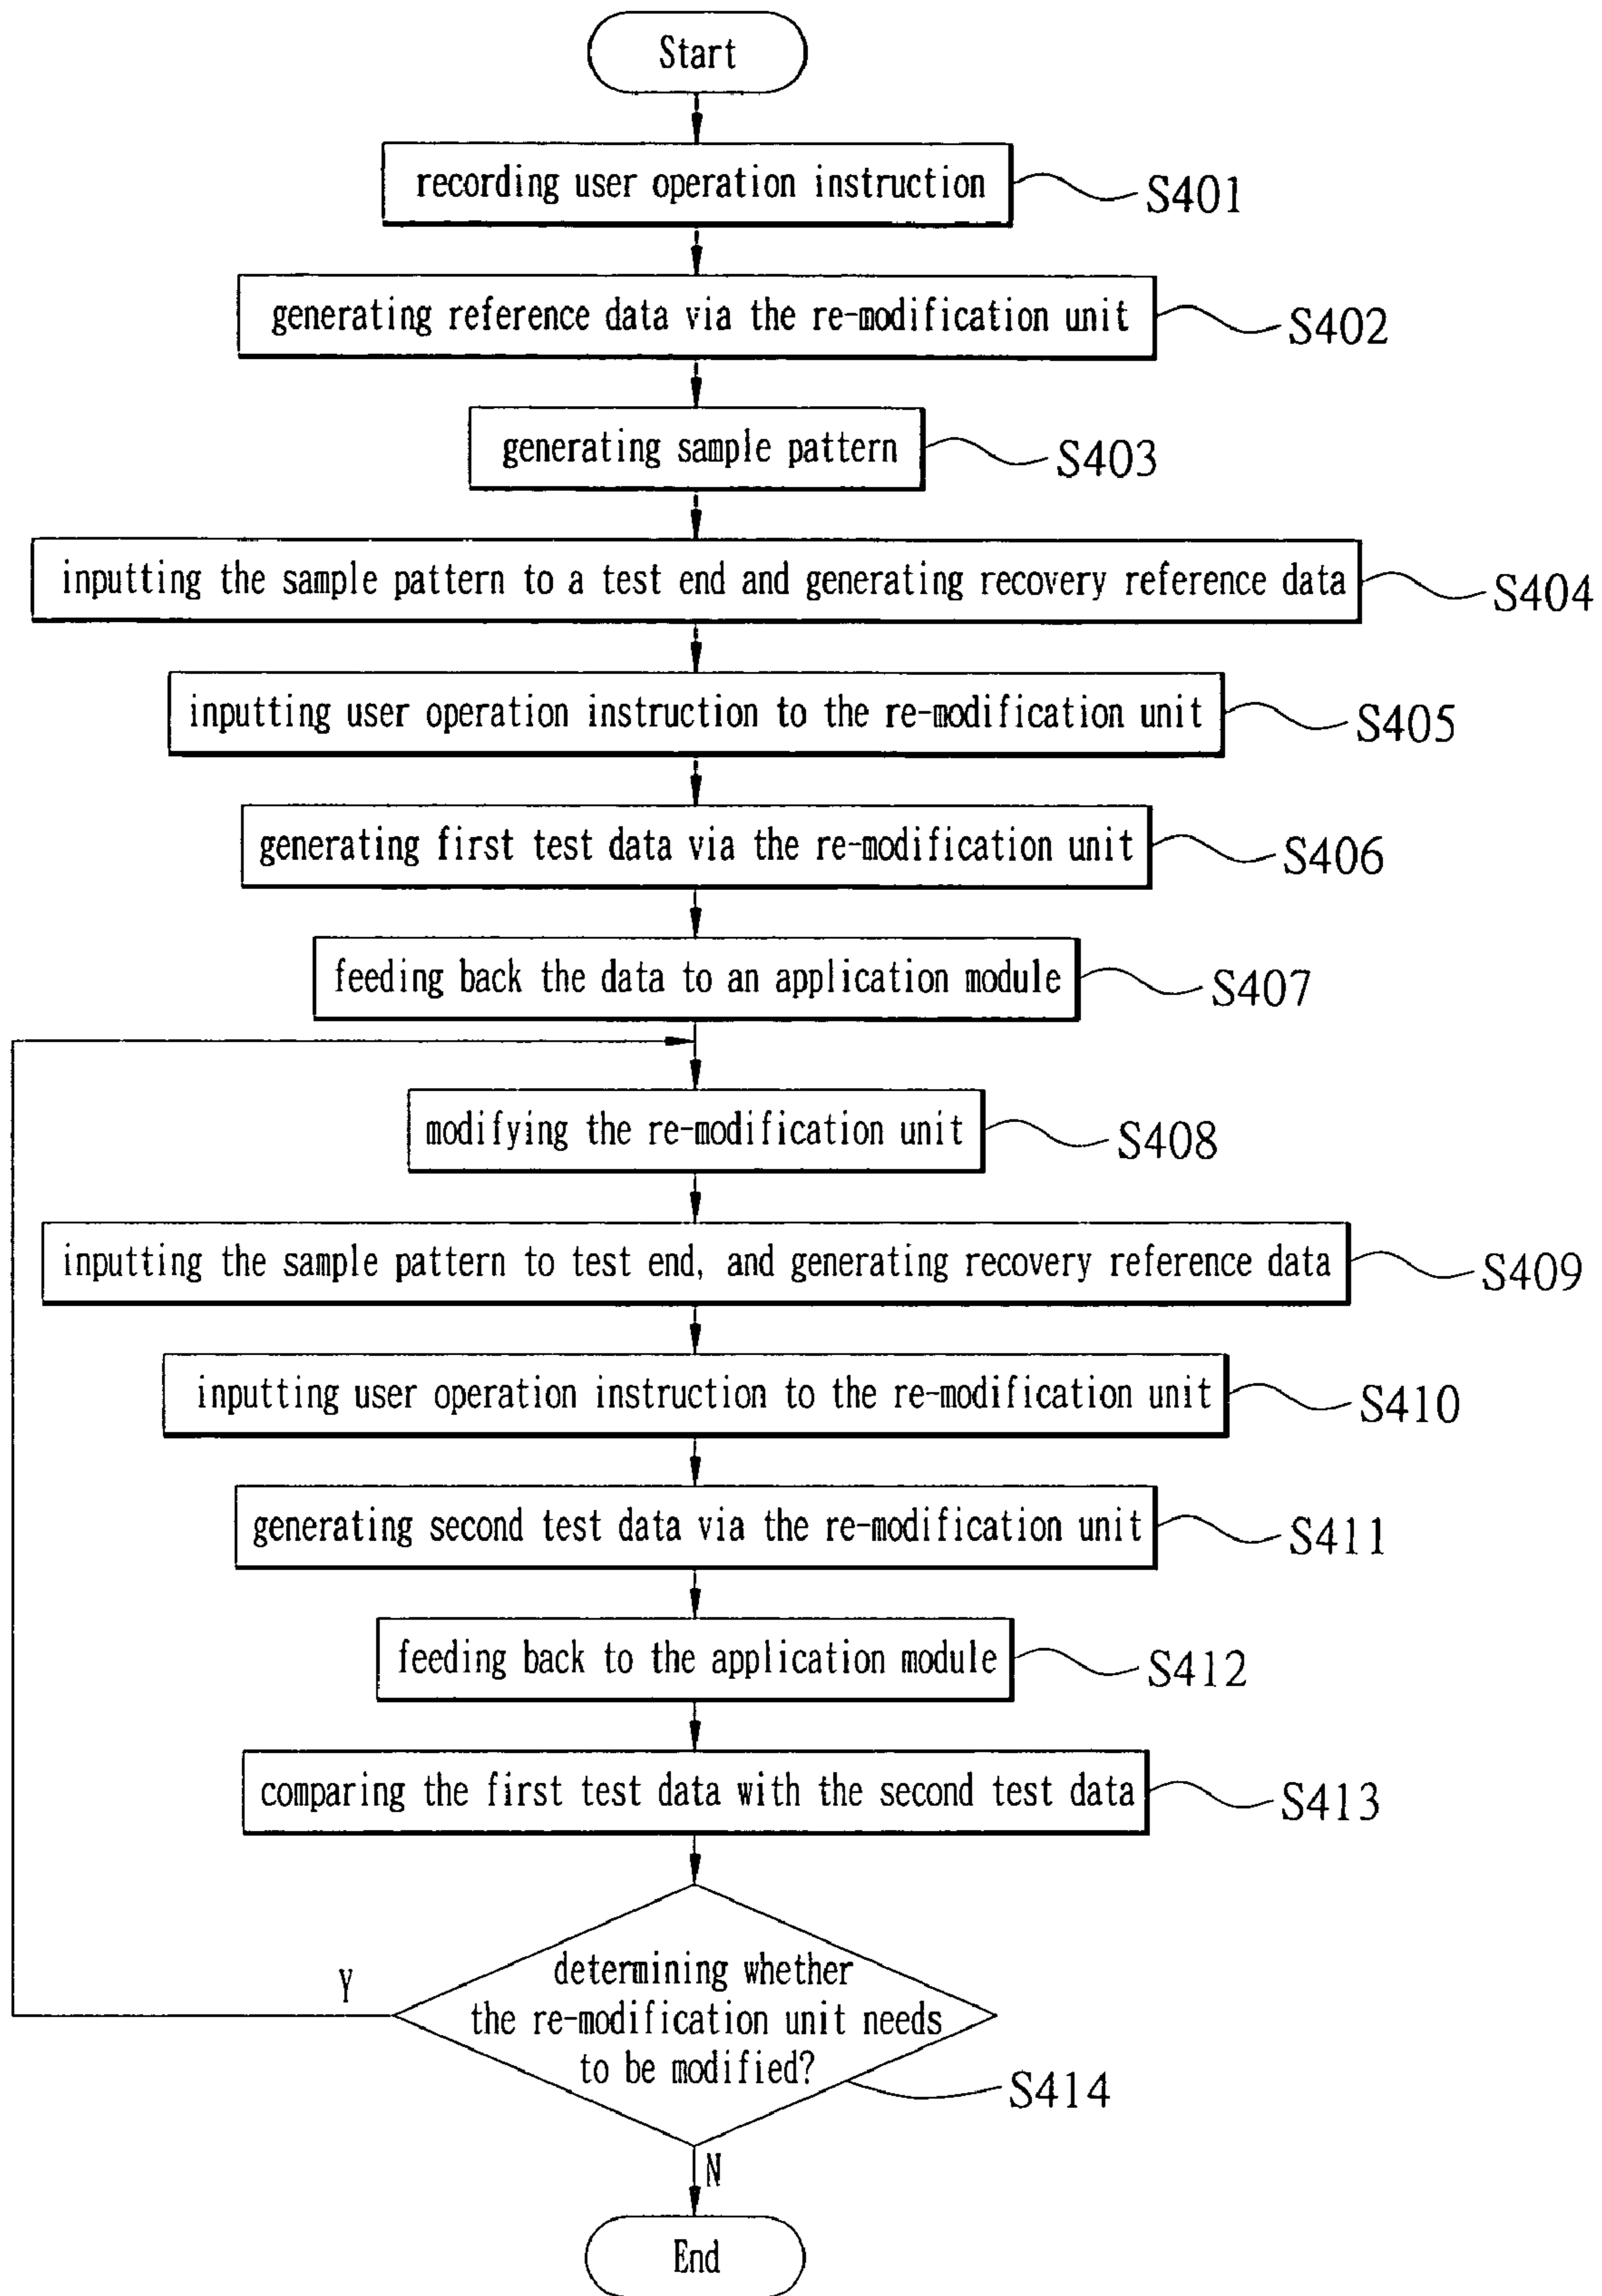 Start
recording user operation instruction
S401
generating reference data via the re-modification unit
S402
generating sample pattern
S403
inputting the sample pattern to a test end and generating recovery reference data
S404
inputting user operation instruction to the re-modification unit
S405
generating first test data via the re-modification unit
S406
feeding back the data to an application module
S407
modifying the re-modification unit
S408
inputting the sample pattern to test end, and generating recovery reference data
S409
inputting user operation instruction to the re-modification unit
S410
generating second test data via the re-modification unit
S411
feeding back to the application module
S412
comparing the first test data with the second test data
S413
determining whether
the re-modification unit needs
to be modified?
Y
S414
N
End